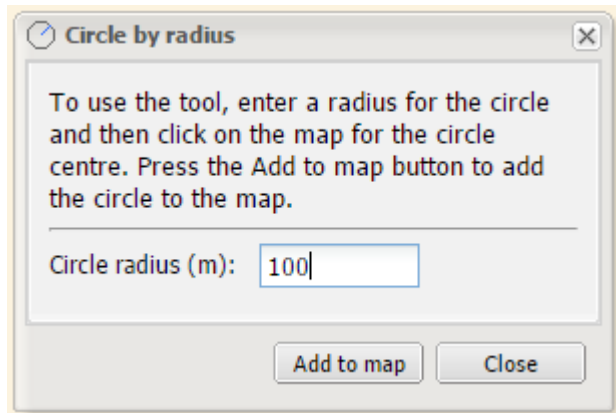 Circle by radius
To use the tool, enter a radius for the circle
and then click on the map for the circle
centre. Press the Add to map button to add
the circle to the map.
Circle radius (m): 100
Add to map Close